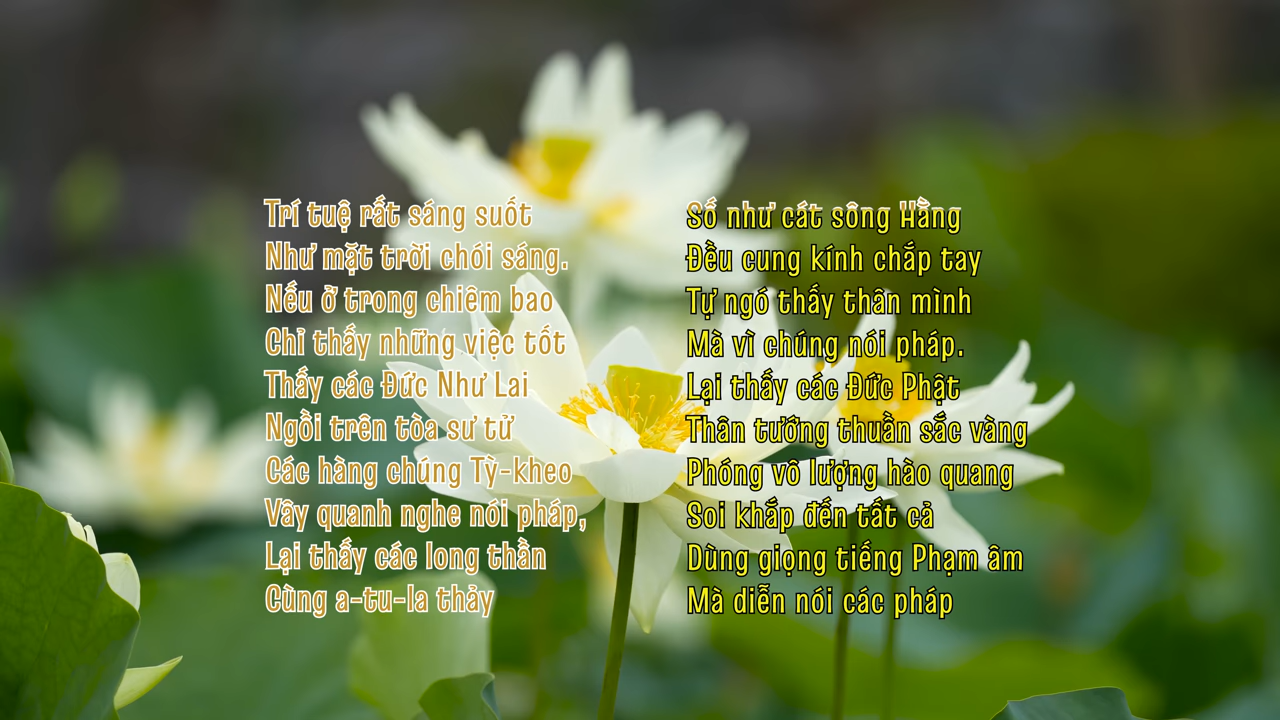 Trí tuệ rất sáng suốt
Như mặt trời chói sáng.
Nếu ở trong chiêm bao
Chỉ thấy những việc tốt
Thấy các Đức Như Lai
Ngồi trên tòa sư tử
Các hàng chúng Tỳ-kheo
Vây quanh nghe nói pháp,
Lại thấy các long thần
Cùng a-tu-la thảy
Số như cát sông Hằng
Đều cung kính chắp tay
Tự ngó thấy thân mình
Mà vì chúng nói pháp.
Lại thấy các Đức Phật
Thân tướng thuần sắc vàng
Phóng vô lượng hào quang
Soi khắp đến tất cả
Dùng giọng tiếng Phạm âm
Mà diễn nói các pháp